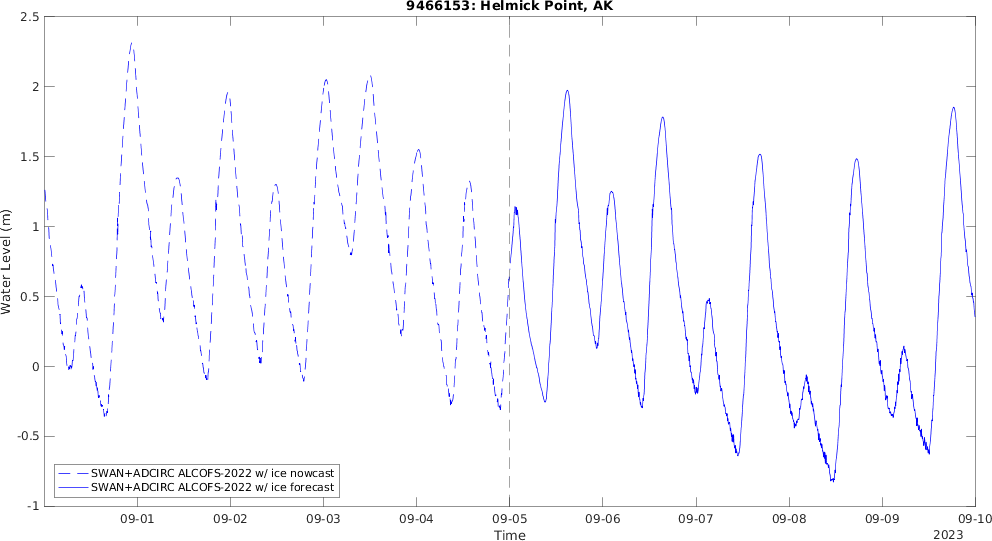 9466153: Helmick Point, AK
2.5
2
1.5
1
0.5
0
-0.5
-1
Water Level (m)
SWAN+ADCIRC ALCOFS-2022 w/ ice nowcast
SWAN+ADCIRC ALCOFS-2022 w/ ice forecast
09-01 09-02 09-03 09-04 09-05 09-06 09-07 09-08 09-09 09-10
Time
2023